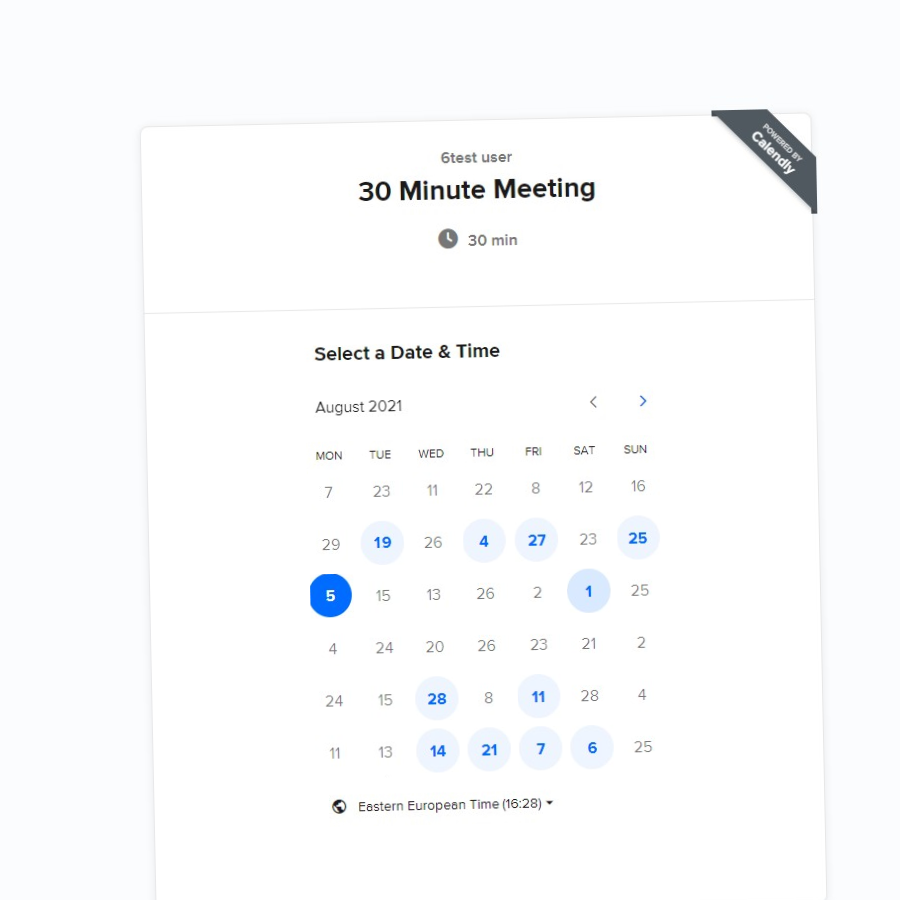 POWERED BY
Calendly
6test user
30 Minute Meeting
30 min
Select a Date & Time
August 2021
MON TUE WED THU FRI SAT SUN
7 23 11 22 8 12 16
29 19 26 4 27 23 25
5 15 13 26 2 1 25
4 24 20 26 23 21 2
24 15 28 8 11 28 4
11 13 14 21 7 6 25
Eastern European Time (16:28)